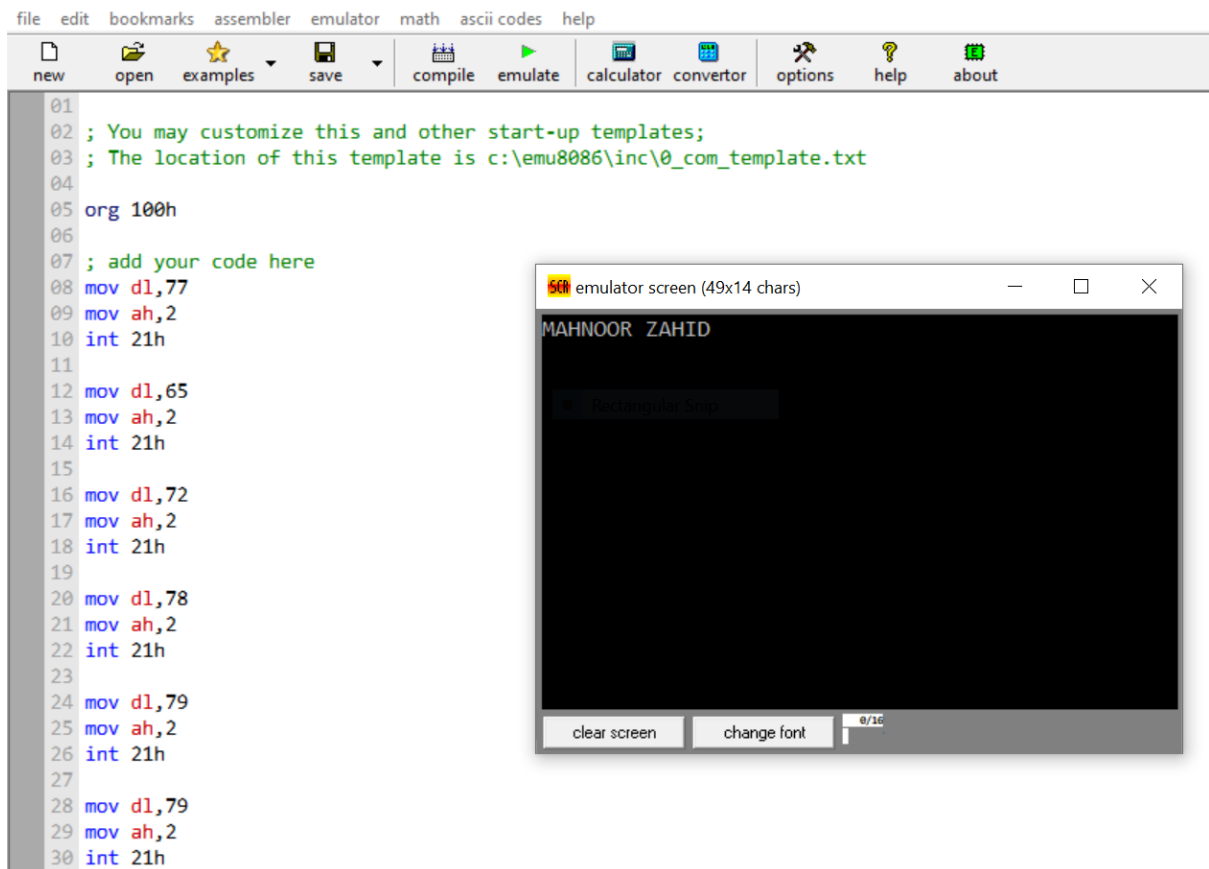 file edit bookmarks assembler emulator math ascii codes help
new open examples save compile emulate calculator convertor options help about
01
02 ; You may customize this and other start-up templates;
03 ; The location of this template is c:\emu8086\inc\0_com_template.txt
04
05 org 100h
06
07 ; add your code here
08 mov dl,77
09 mov ah,2
10 int 21h
11
12 mov dl,65
13 mov ah,2
14 int 21h
15
16 mov dl,72
17 mov ah,2
18 int 21h
19
20 mov dl,78
21 mov ah,2
22 int 21h
23
24 mov dl,79
25 mov ah,2
26 int 21h
27
28 mov dl,79
29 mov ah,2
30 int 21h
SCR emulator screen (49x14 chars)
MAHNOOR ZAHID
Rectangular Snip
clear screen change font 0/16